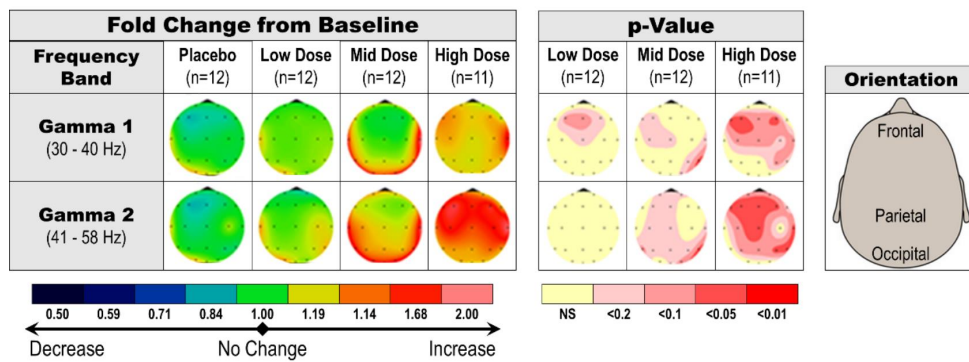 Fold Change from Baseline
Frequency Band
Placebo (n=12)
Low Dose (n=12)
Mid Dose (n=12)
High Dose (n=11)
Gamma 1
(30 - 40 Hz)
Gamma 2
(41 - 58 Hz)
0.50 0.59 0.71 0.84 1.00 1.19 1.14 1.68 2.00
Decrease No Change Increase
p-Value
Low Dose (n=12)
Mid Dose (n=12)
High Dose (n=11)
NS <0.2 <0.1 <0.05 <0.01
Orientation
Frontal
Parietal
Occipital